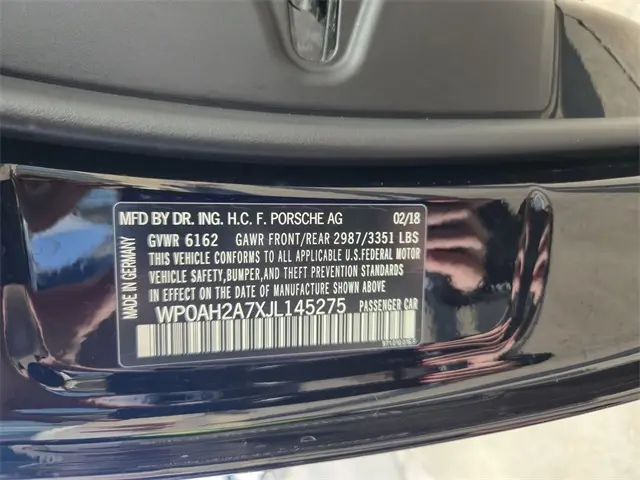 MFD BY DR. ING. H.C. F. PORSCHE AG 02/18
GVWR 6162 GAWR FRONT/REAR 2987/3351 LBS
THIS VEHICLE CONFORMS TO ALL APPLICABLE U.S.FEDERAL MOTOR
VEHICLE SAFETY,BUMPER,AND THEFT PREVENTION STANDARDS
IN EFFECT ON THE DATE OF MANUFACTURE SHOWN ABOVE
WP0AH2A7XJL145275 PASSENGER CAR
MADE IN GERMANY